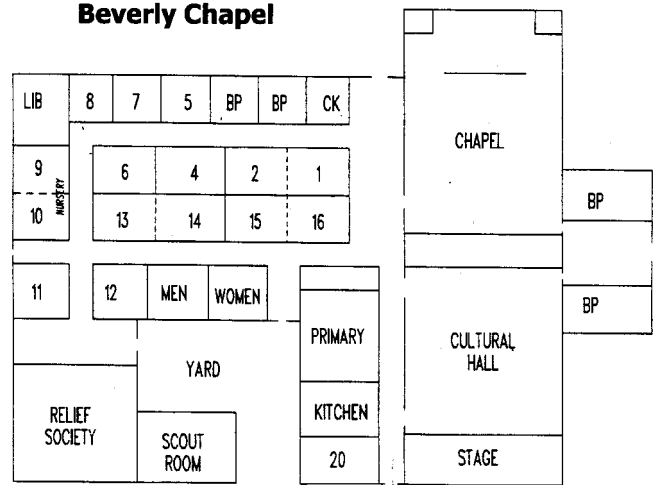 Beverly Chapel
LIB 8 7 5 BP BP CK
CHAPEL
9 6 4 2 1
NURSERY
BP
10 13 14 15 16
11 12 MEN WOMEN
BP
PRIMARY
CULTURAL
HALL
YARD
RELIEF
SOCIETY
KITCHEN
SCOUT
ROOM
20
STAGE